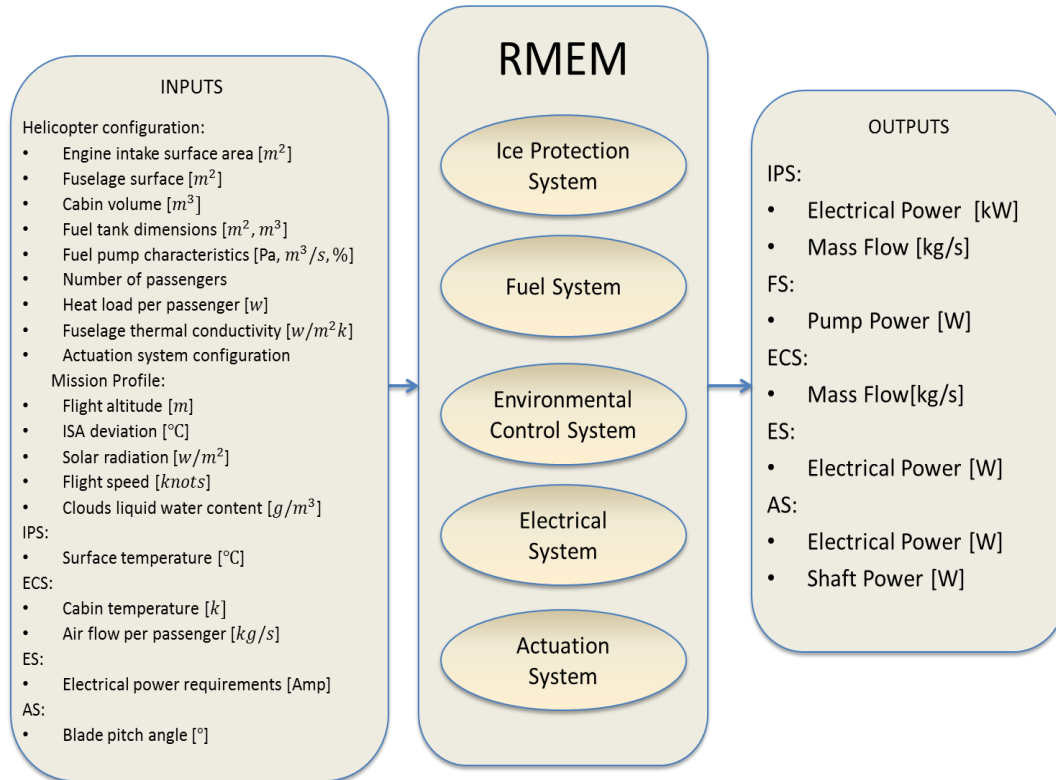 INPUTS
Helicopter configuration:
• Engine intake surface area [m²]
• Fuselage surface [m²]
• Cabin volume [m³]
• Fuel tank dimensions [m², m³]
• Fuel pump characteristics [Pa, m³/s, %]
• Number of passengers
• Heat load per passenger [w]
• Fuselage thermal conductivity [w/m²k]
• Actuation system configuration
Mission Profile:
• Flight altitude [m]
• ISA deviation [°C]
• Solar radiation [w/m²]
• Flight speed [knots]
• Clouds liquid water content [g/m³]
IPS:
• Surface temperature [°C]
ECS:
• Cabin temperature [k]
• Air flow per passenger [kg/s]
ES:
• Electrical power requirements [Amp]
AS:
• Blade pitch angle [°]
RMEM
Ice Protection
System
Fuel System
Environmental
Control System
Electrical
System
Actuation
System
OUTPUTS
IPS:
• Electrical Power [kW]
• Mass Flow [kg/s]
FS:
• Pump Power [W]
ECS:
• Mass Flow[kg/s]
ES:
• Electrical Power [W]
AS:
• Electrical Power [W]
• Shaft Power [W]